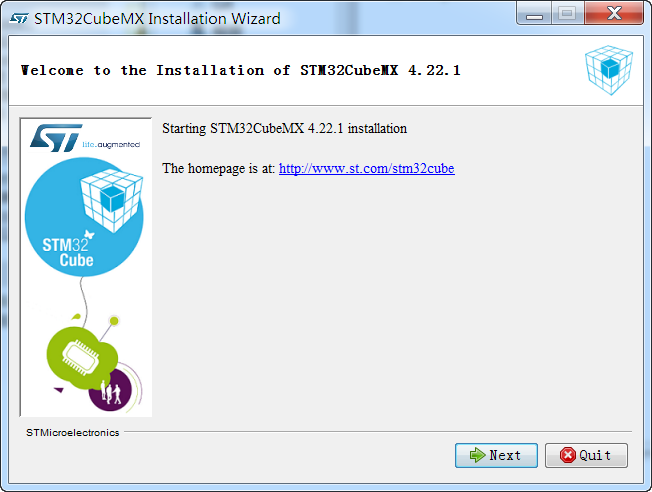 STM32CubeMX Installation Wizard
Welcome to the Installation of STM32CubeMX 4.22.1
ST life.augmented
STM32
Cube
Starting STM32CubeMX 4.22.1 installation
The homepage is at: http://www.st.com/stm32cube
STMicroelectronics
Next
Quit